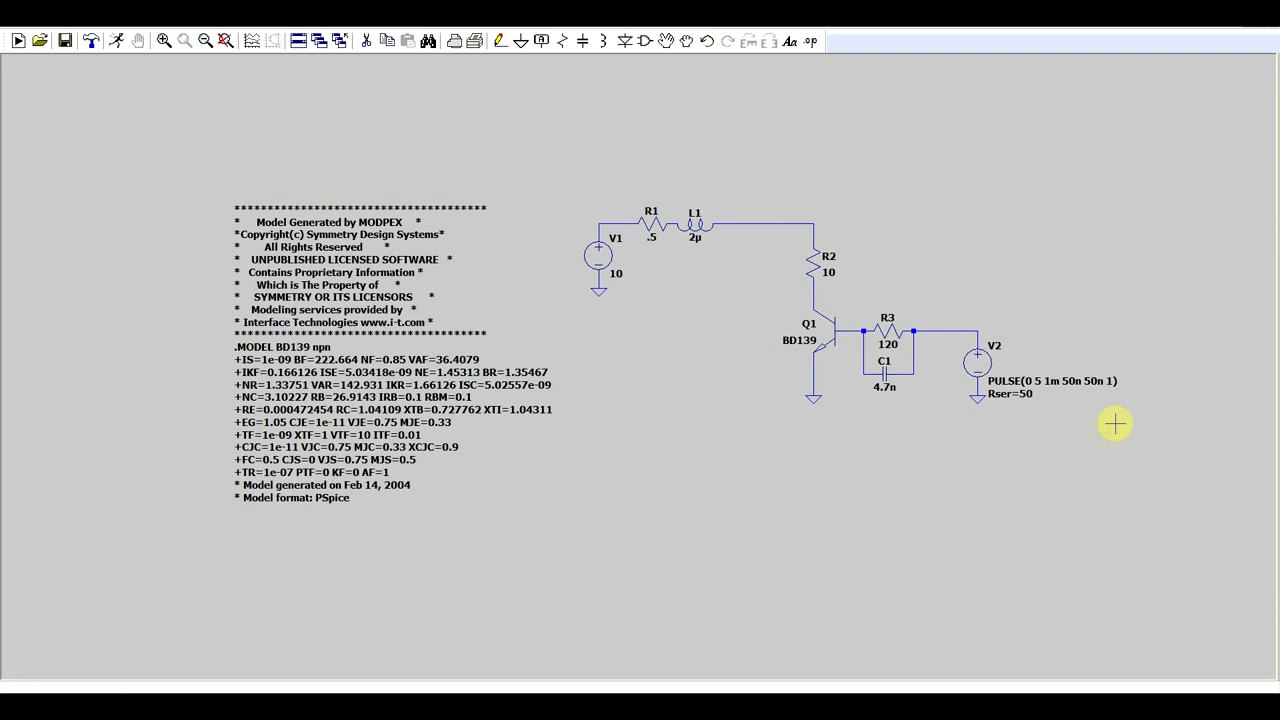 ************************************
* Model Generated by MODPEX *
*Copyright(c) Symmetry Design Systems*
* All Rights Reserved *
* UNPUBLISHED LICENSED SOFTWARE *
* Contains Proprietary Information *
* Which is The Property of *
* SYMMETRY OR ITS LICENSORS *
* Modeling services provided by *
* Interface Technologies www.i-t.com *
************************************
.MODEL BD139 npn
+IS=1e-09 BF=222.664 NF=0.85 VAF=36.4079
+IKF=0.166126 ISE=5.03418e-09 NE=1.45313 BR=1.35467
+NR=1.33751 VAR=142.931 IKR=1.66126 ISC=5.02557e-09
+NC=3.10227 RB=26.9143 IRB=0.1 RBM=0.1
+RE=0.000472454 RC=1.04109 XTB=0.727762 XTI=1.04311
+EG=1.05 CJE=1e-11 VJE=0.75 MJE=0.33
+TF=1e-09 XTF=1 VTF=10 ITF=0.01
+CJC=1e-11 VJC=0.75 MJC=0.33 XCJC=0.9
+FC=0.5 CJS=0 VJS=0.75 MJS=0.5
+TR=1e-07 PTF=0 KF=0 AF=1
* Model generated on Feb 14, 2004
* Model format: PSpice
R1
.5
L1
2µ
V1
10
R2
10
Q1
BD139
R3
120
C1
4.7n
V2
PULSE(0 5 1m 50n 50n 1)
Rser=50
Aa
.op